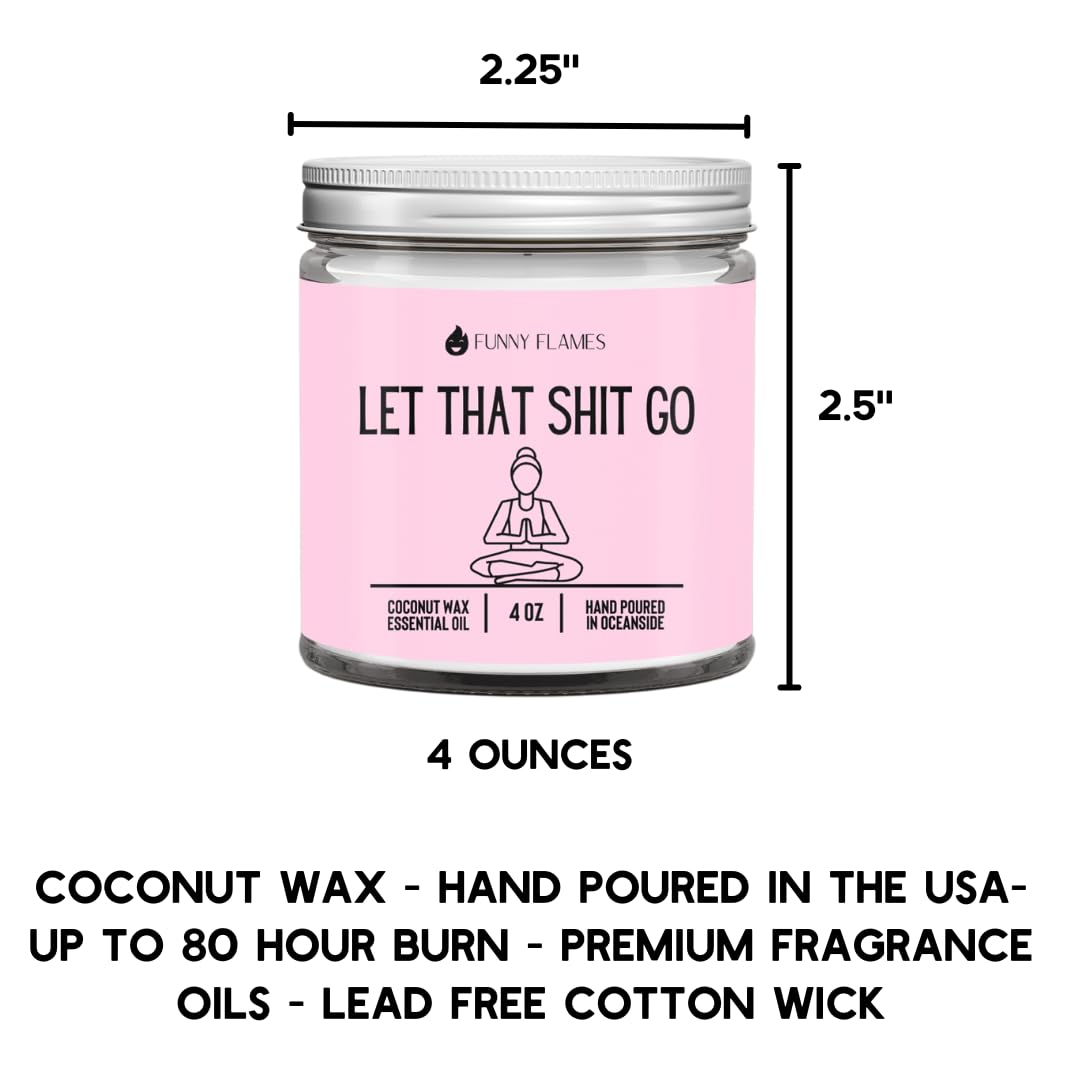 2.25"
FUNNY FLAMES
LET THAT SHIT GO
2.5"
COCONUT WAX
ESSENTIAL OIL
4 OZ
HAND POURED
IN OCEANSIDE
4 OUNCES
COCONUT WAX - HAND POURED IN THE USA-
UP TO 80 HOUR BURN - PREMIUM FRAGRANCE
OILS - LEAD FREE COTTON WICK